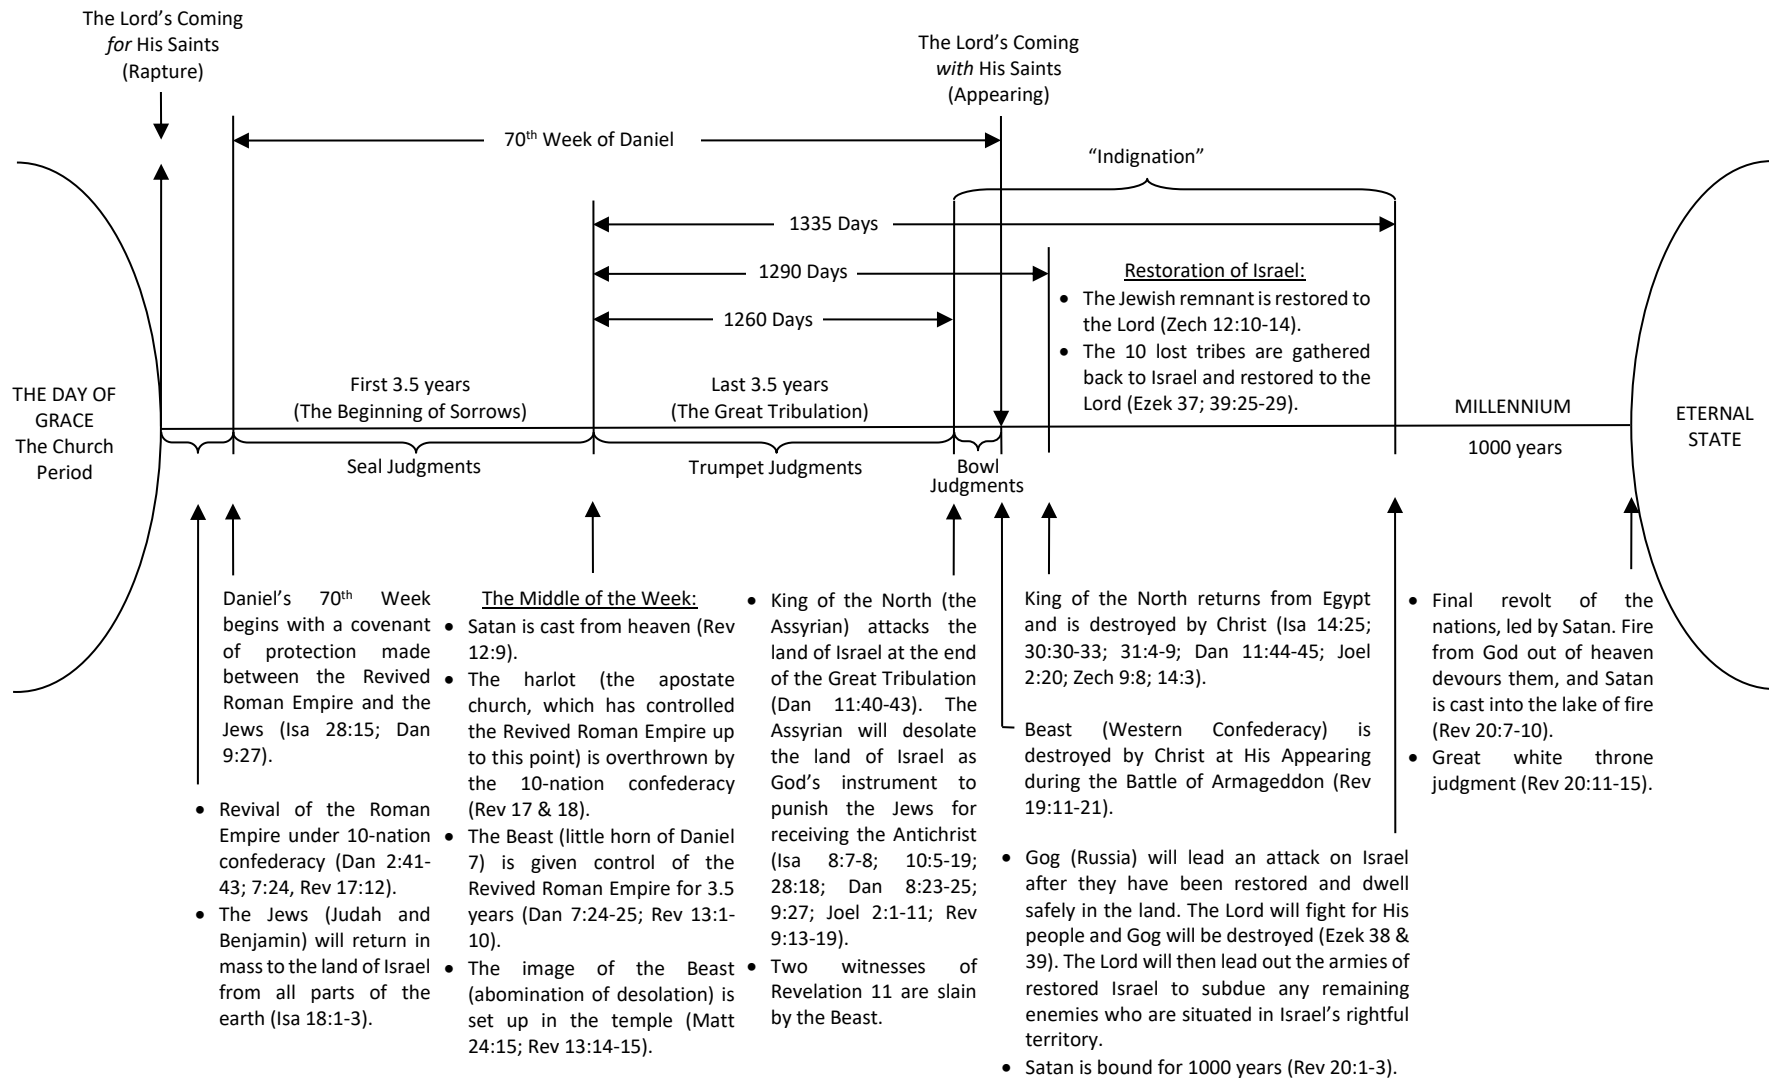 The Lord’s Coming
for His Saints
(Rapture)
The Lord’s Coming
with His Saints
(Appearing)
70th Week of Daniel
“Indignation”
1335 Days
1290 Days
1260 Days
Restoration of Israel:
• The Jewish remnant is restored to
the Lord (Zech 12:10-14).
• The 10 lost tribes are gathered
back to Israel and restored to the
Lord (Ezek 37; 39:25-29).
THE DAY OF
GRACE
The Church
Period
First 3.5 years
(The Beginning of Sorrows)
Last 3.5 years
(The Great Tribulation)
MILLENNIUM
1000 years
ETERNAL
STATE
Seal Judgments
Trumpet Judgments
Bowl
Judgments
Daniel’s 70th Week
begins with a covenant
of protection made
between the Revived
Roman Empire and the
Jews (Isa 28:15; Dan
9:27).
• Revival of the Roman
Empire under 10-nation
confederacy (Dan 2:41-
43; 7:24, Rev 17:12).
• The Jews (Judah and
Benjamin) will return in
mass to the land of Israel
from all parts of the
earth (Isa 18:1-3).
The Middle of the Week:
• Satan is cast from heaven (Rev
12:9).
• The harlot (the apostate
church, which has controlled
the Revived Roman Empire up
to this point) is overthrown by
the 10-nation confederacy
(Rev 17 & 18).
• The Beast (little horn of Daniel
7) is given control of the
Revived Roman Empire for 3.5
years (Dan 7:24-25; Rev 13:1-
10).
• The image of the Beast
(abomination of desolation) is
set up in the temple (Matt
24:15; Rev 13:14-15).
• King of the North (the
Assyrian) attacks the
land of Israel at the end
of the Great Tribulation
(Dan 11:40-43). The
Assyrian will desolate
the land of Israel as
God’s instrument to
punish the Jews for
receiving the Antichrist
(Isa 8:7-8; 10:5-19;
28:18; Dan 8:23-25;
9:27; Joel 2:1-11; Rev
9:13-19).
• Two witnesses of
Revelation 11 are slain
by the Beast.
King of the North returns from Egypt
and is destroyed by Christ (Isa 14:25;
30:30-33; 31:4-9; Dan 11:44-45; Joel
2:20; Zech 9:8; 14:3).
Beast (Western Confederacy) is
destroyed by Christ at His Appearing
during the Battle of Armageddon (Rev
19:11-21).
• Gog (Russia) will lead an attack on Israel
after they have been restored and dwell
safely in the land. The Lord will fight for His
people and Gog will be destroyed (Ezek 38 &
39). The Lord will then lead out the armies of
restored Israel to subdue any remaining
enemies who are situated in Israel’s rightful
territory.
• Satan is bound for 1000 years (Rev 20:1-3).
• Final revolt of the
nations, led by Satan. Fire
from God out of heaven
devours them, and Satan
is cast into the lake of fire
(Rev 20:7-10).
• Great white throne
judgment (Rev 20:11-15).